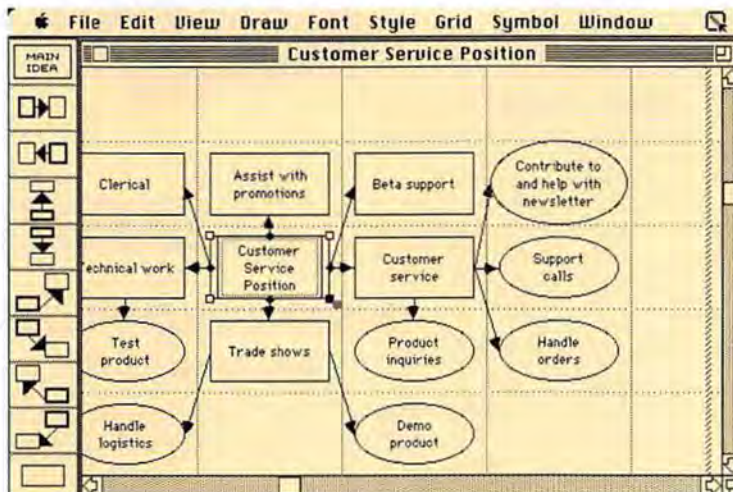 File Edit View Draw Font Style Grid Symbol Window
Customer Service Position
MAIN
IDEA
Clerical
Assist with
promotions
Beta support
Contribute to
and help with
newsletter
Technical work
Customer
Service
Position
Customer
service
Support
calls
Test
product
Trade shows
Product
inquiries
Handle
orders
Handle
logistics
Demo
product